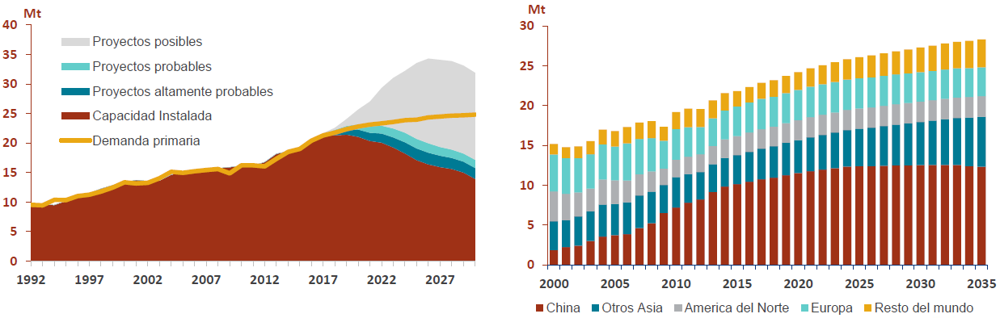 Mt
40
35
30
25
20
15
10
5
0
Proyectos posibles
Proyectos probables
Proyectos altamente probables
Capacidad Instalada
Demanda primaria
1992 1997 2002 2007 2012 2017 2022 2027
Mt
30
25
20
15
10
5
0
2000 2005 2010 2015 2020 2025 2030 2035
China Otros Asia America del Norte Europa Resto del mundo